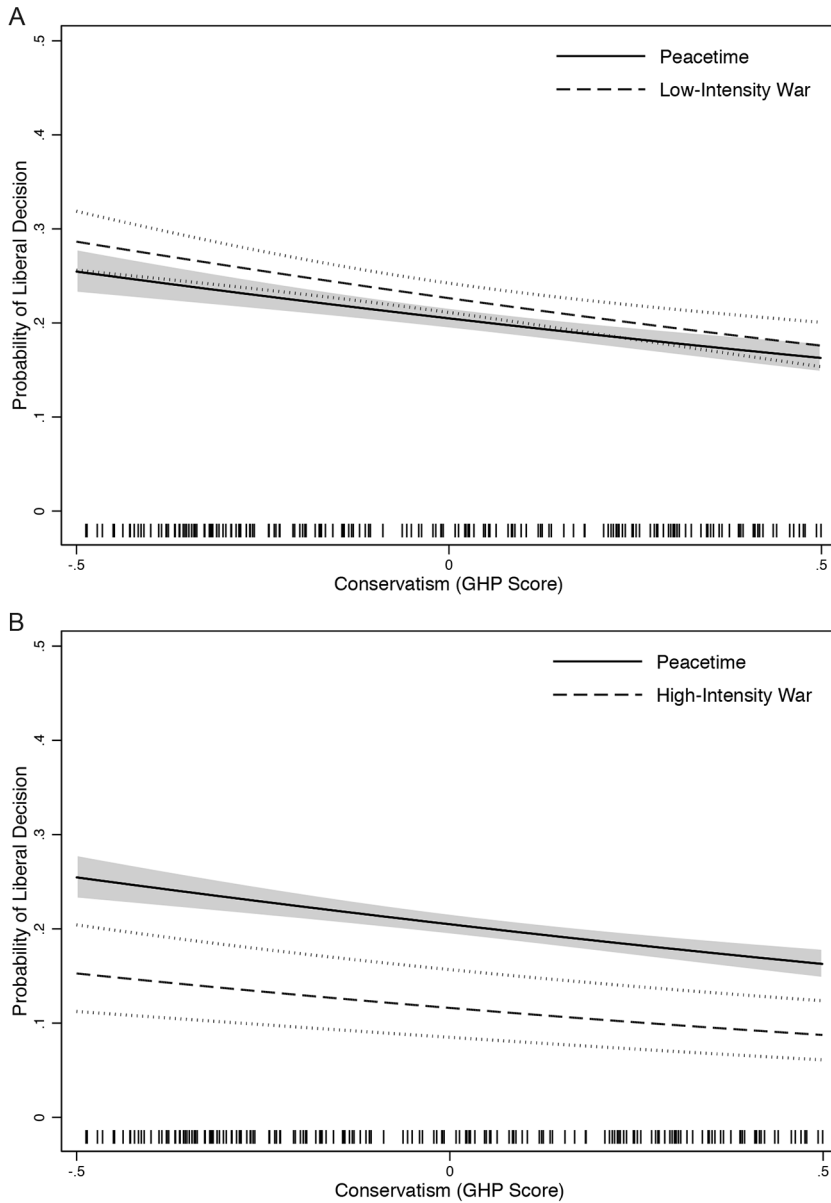 A
.5
.4
.3
.2
.1
0
Probability of Liberal Decision
Peacetime
Low-Intensity War
-.5
0
.5
Conservatism (GHP Score)
B
.5
.4
.3
.2
.1
0
Probability of Liberal Decision
Peacetime
High-Intensity War
-.5
0
.5
Conservatism (GHP Score)